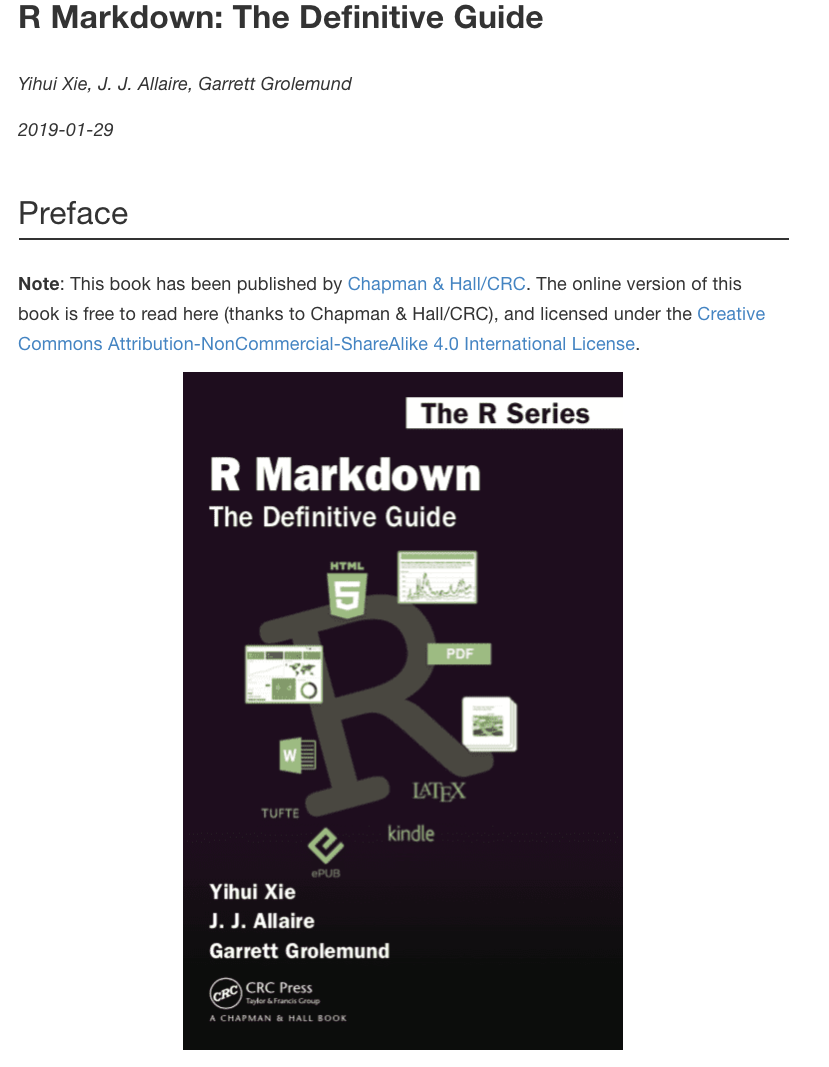 R Markdown: The Definitive Guide
Yihui Xie, J. J. Allaire, Garrett Grolemund
2019-01-29
Preface
Note: This book has been published by Chapman & Hall/CRC. The online version of this
book is free to read here (thanks to Chapman & Hall/CRC), and licensed under the Creative
Commons Attribution-NonCommercial-ShareAlike 4.0 International License.
The R Series
R Markdown
The Definitive Guide
HTML
5
PDF
R
W
LATEX
TUFTE
kindle
ePUB
Yihui Xie
J. J. Allaire
Garrett Grolemund
CRC
CRC Press
Taylor & Francis Group
A CHAPMAN & HALL BOOK